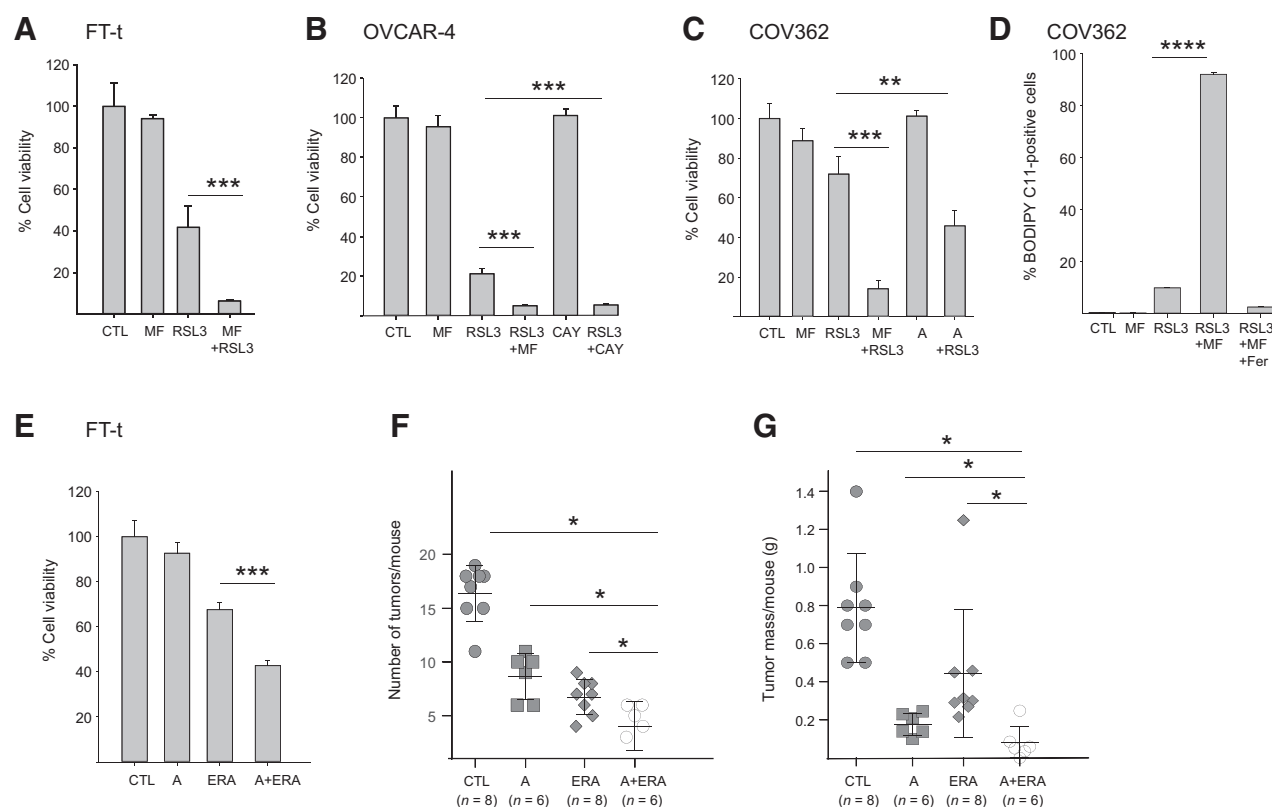 A FT-t
120
100
80
60
40
20
% Cell viability
***
CTL MF RSL3 MF
+RSL3
B OVCAR-4
120
100
80
60
40
20
% Cell viability
***
***
CTL MF RSL3 RSL3 CAY RSL3
+MF +CAY
C COV362
120
100
80
60
40
20
% Cell viability
**
***
CTL MF RSL3 MF A A
+RSL3 +RSL3
D COV362
100
80
60
40
20
% BODIPY C11-positive cells
****
CTL MF RSL3 RSL3 RSL3
+MF +MF
+Fer
E FT-t
120
100
80
60
40
20
% Cell viability
***
CTL A ERA A+ERA
F
20
15
10
5
Number of tumors/mouse
*
*
*
CTL A ERA A+ERA
(n = 8) (n = 6) (n = 8) (n = 6)
G
1.4
1.2
1.0
0.8
0.6
0.4
0.2
Tumor mass/mouse (g)
*
*
*
CTL A ERA A+ERA
(n = 8) (n = 6) (n = 8) (n = 6)